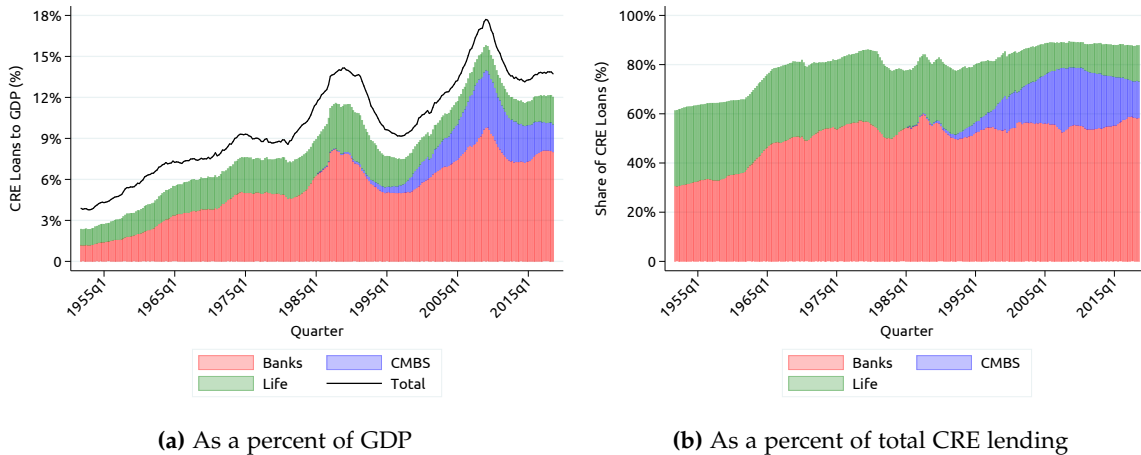 18%
15%
12%
9%
6%
3%
0
CRE Loans to GDP (%)
1955q1
1965q1
1975q1
1985q1
1995q1
2005q1
2015q1
Quarter
Banks
CMBS
Life
Total
(a) As a percent of GDP
100%
80%
60%
40%
20%
0
Share of CRE Loans (%)
1955q1
1965q1
1975q1
1985q1
1995q1
2005q1
2015q1
Quarter
Banks
CMBS
Life
(b) As a percent of total CRE lending